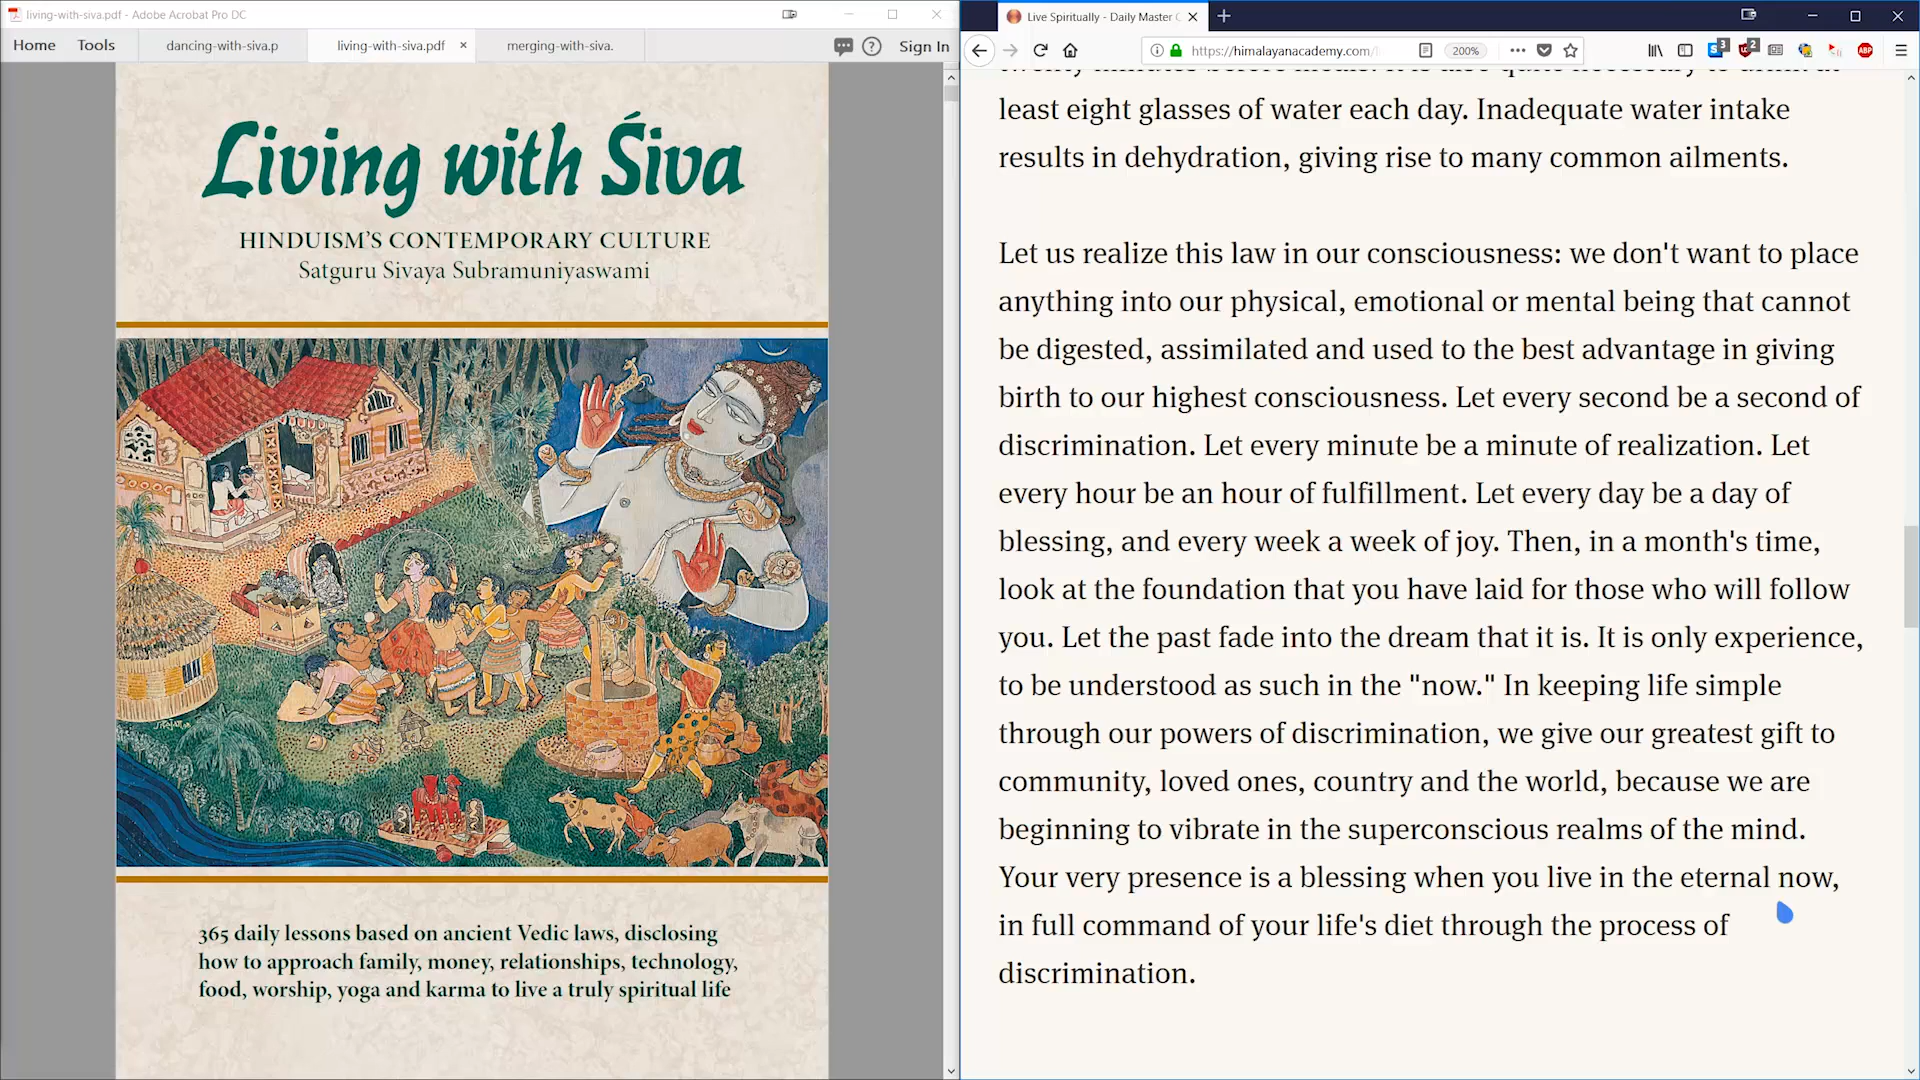 living-with-siva.pdf - Adobe Acrobat Pro DC
Home
Tools
dancing-with-siva.p
living-with-siva.pdf
×
merging-with-siva.
?
Sign In
Living with Śiva
HINDUISM'S CONTEMPORARY CULTURE
Satguru Sivaya Subramuniyaswami
365 daily lessons based on ancient Vedic laws, disclosing
how to approach family, money, relationships, technology,
food, worship, yoga and karma to live a truly spiritual life
Live Spiritually - Daily Master C
https://himalayanacademy.com/
200%
3
2
ABP
least eight glasses of water each day. Inadequate water intake
results in dehydration, giving rise to many common ailments.
Let us realize this law in our consciousness: we don't want to place
anything into our physical, emotional or mental being that cannot
be digested, assimilated and used to the best advantage in giving
birth to our highest consciousness. Let every second be a second of
discrimination. Let every minute be a minute of realization. Let
every hour be an hour of fulfillment. Let every day be a day of
blessing, and every week a week of joy. Then, in a month's time,
look at the foundation that you have laid for those who will follow
you. Let the past fade into the dream that it is. It is only experience,
to be understood as such in the "now." In keeping life simple
through our powers of discrimination, we give our greatest gift to
community, loved ones, country and the world, because we are
beginning to vibrate in the superconscious realms of the mind.
Your very presence is a blessing when you live in the eternal now,
in full command of your life's diet through the process of
discrimination.